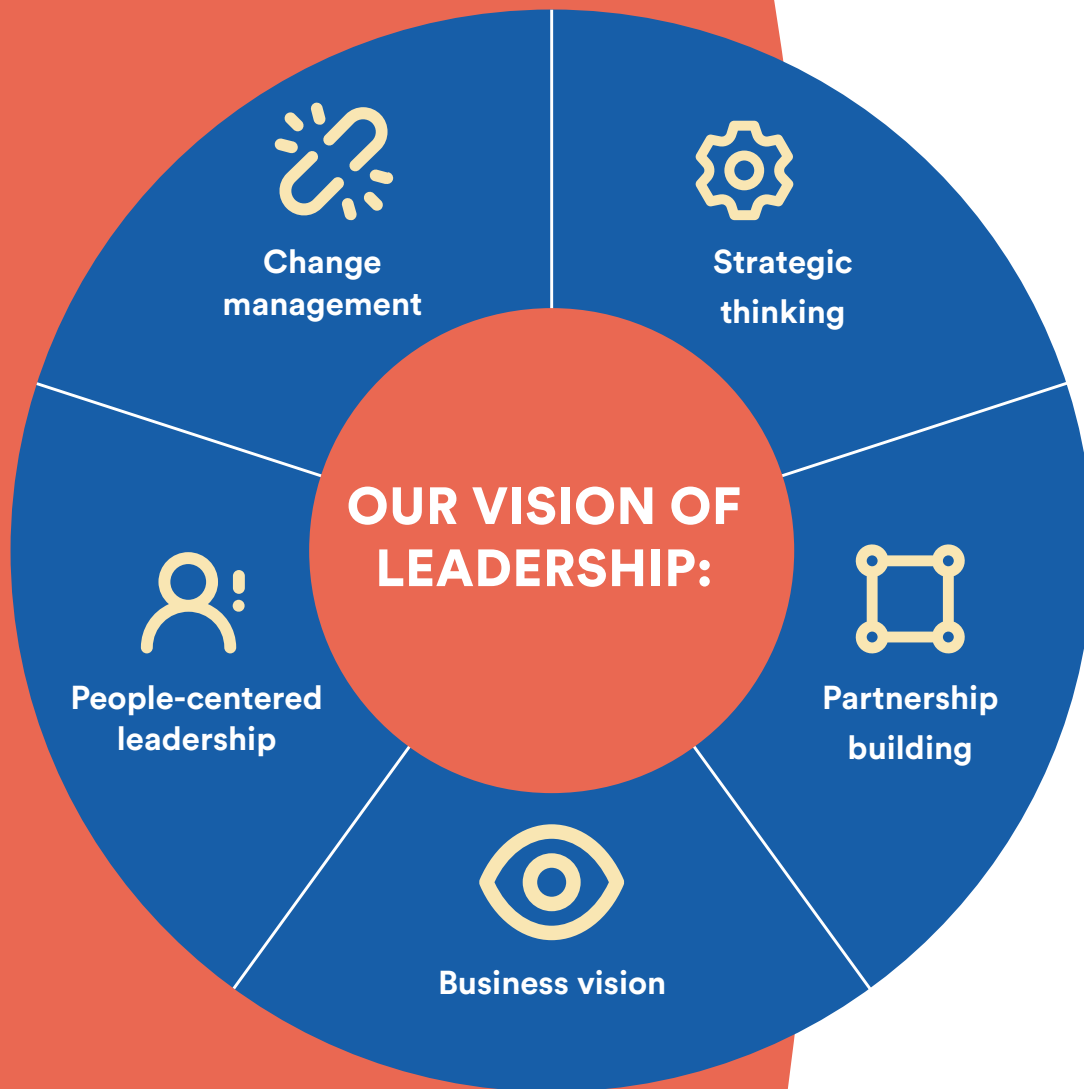 Change
management
Strategic
thinking
OUR VISION OF
LEADERSHIP:
People-centered
leadership
Partnership
building
Business vision